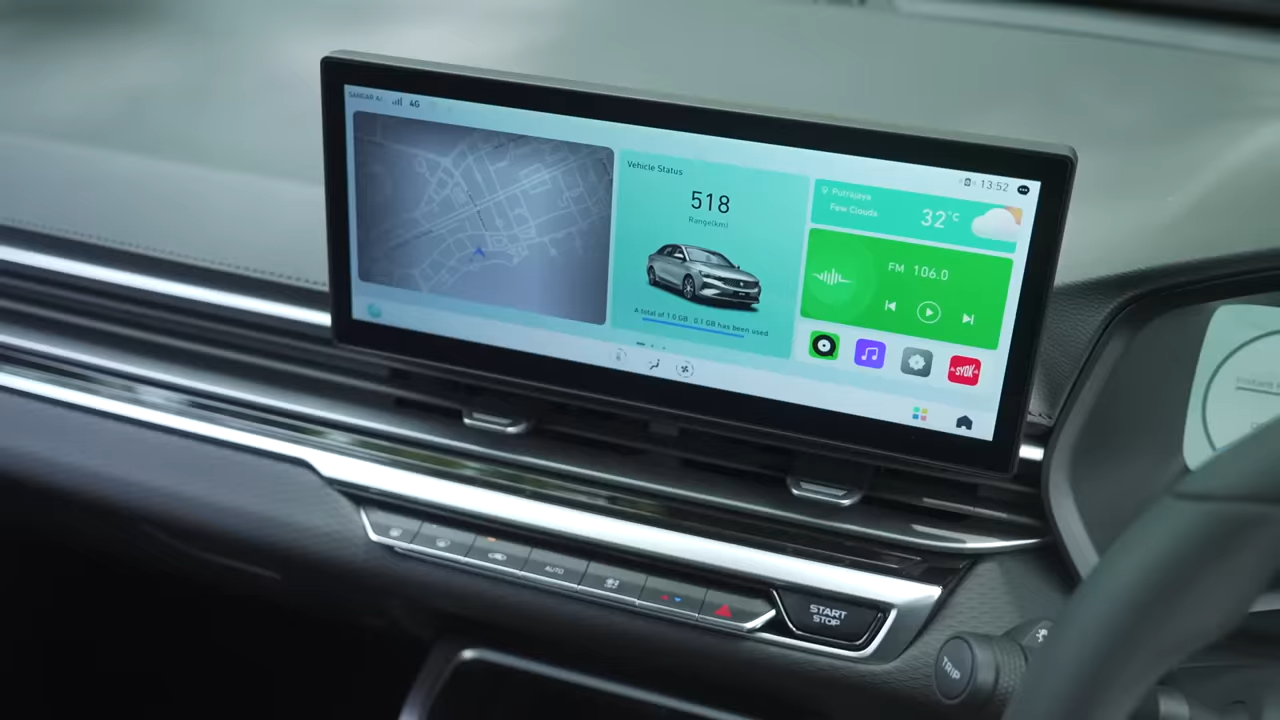 4G
13:52
Vehicle Status
518
Range(km)
A total of 1.0 GB , 0.1 GB has been used
Putrajaya
Few Clouds
32°C
FM 106.0
SYOK
AUTO
START
STOP
TRIP